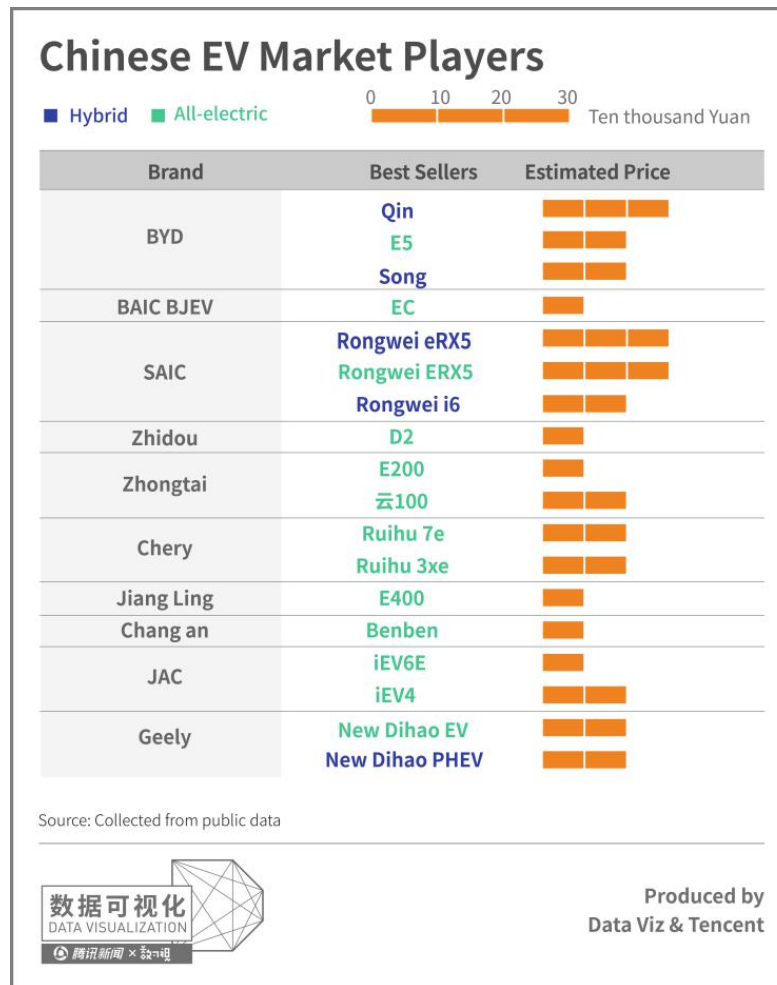 Chinese EV Market Players
Hybrid All-electric
0 10 20 30
Ten thousand Yuan
Brand Best Sellers Estimated Price
BYD
Qin
E5
Song
BAIC BJEV EC
SAIC
Rongwei eRX5
Rongwei ERX5
Rongwei i6
Zhidou D2
Zhongtai
E200
云100
Chery
Ruihu 7e
Ruihu 3xe
Jiang Ling E400
Chang an Benben
JAC
iEV6E
iEV4
Geely
New Dihao EV
New Dihao PHEV
Source: Collected from public data
数据可视化
DATA VISUALIZATION
腾讯新闻 ×
Produced by
Data Viz & Tencent